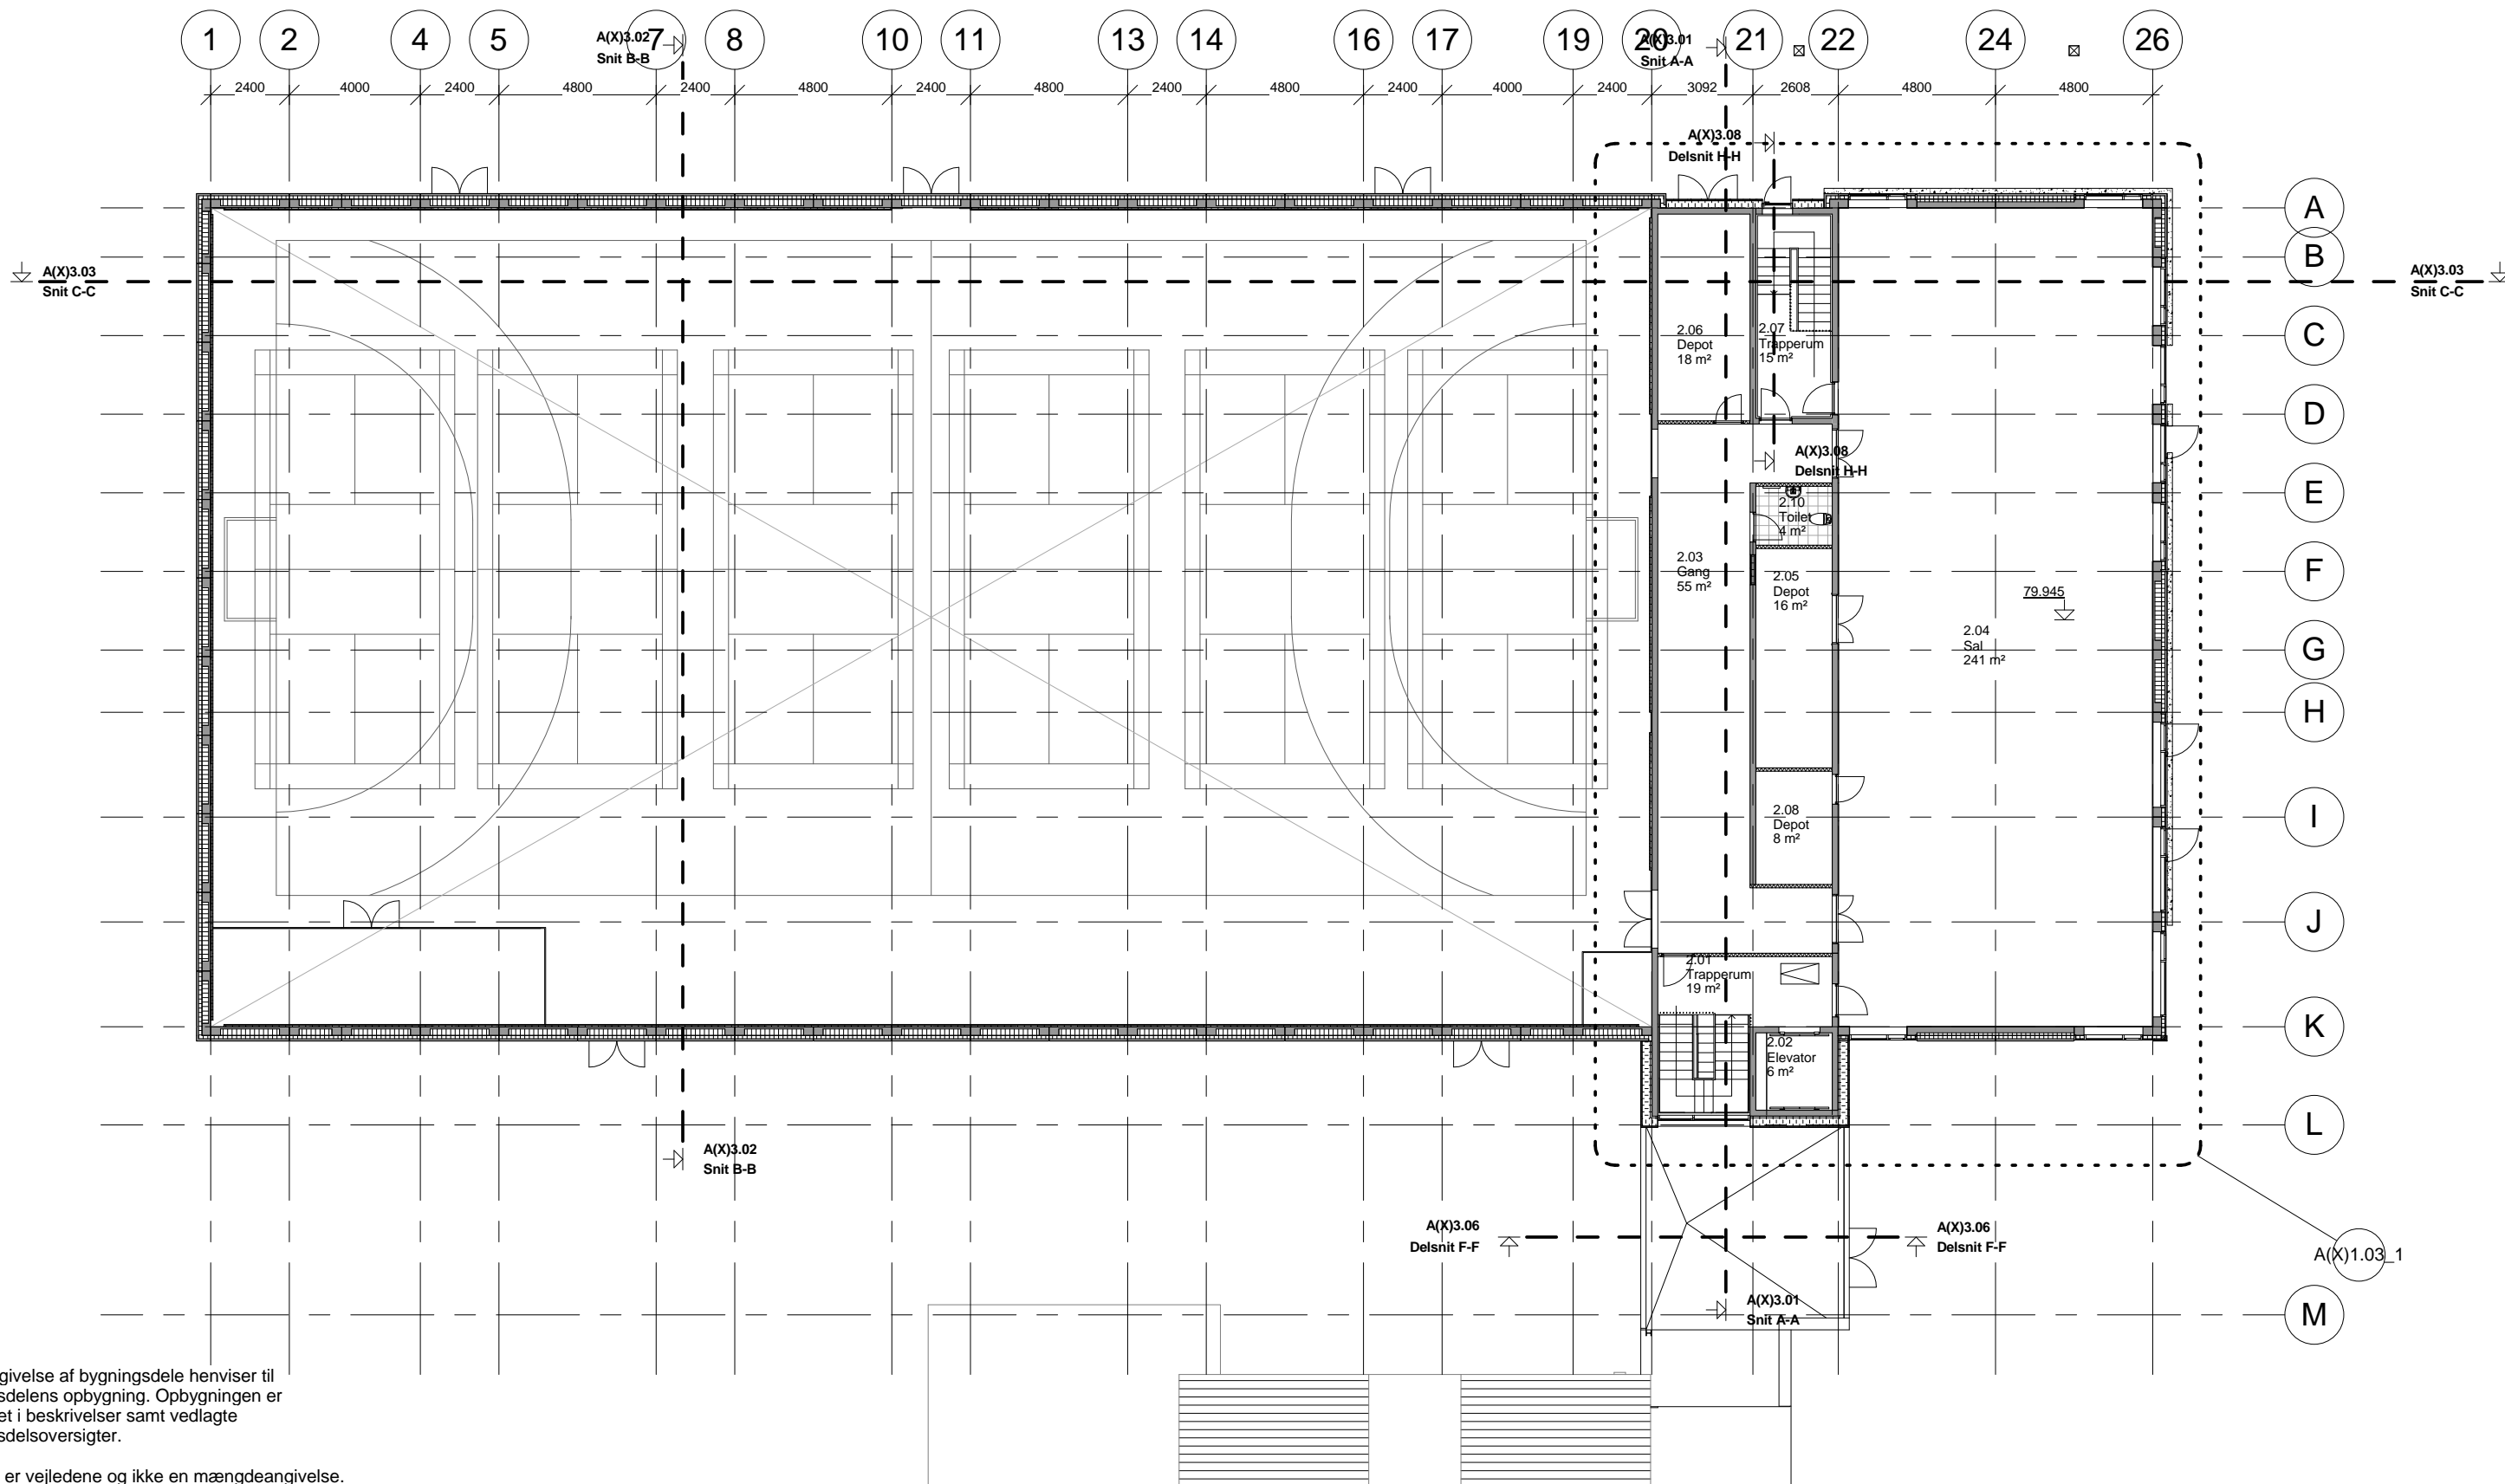 1 2 4 5 7 8 10 11 13 14 16 17 19 20 21 22 24 26
A(X)3.02
Snit B-B
A(X)3.01
Snit A-A
2400 4000 2400 4800 2400 4800 2400 4800 2400 4800 2400 4000 2400 3092 2608 4800 4800
A(X)3.08
Delsnit H-H
A
B
A(X)3.03
Snit C-C
A(X)3.03
Snit C-C
2.06
Depot
18 m²
2.07
Trapperum
15 m²
C
D
A(X)3.08
Delsnit H-H
E
2.10
Toilet
4 m²
2.03
Gang
55 m²
F
2.05
Depot
16 m²
79.945
2.04
Sal
241 m²
G
H
2.08
Depot
8 m²
I
J
2.01
Trapperum
19 m²
K
2.02
Elevator
6 m²
L
A(X)3.02
Snit B-B
A(X)3.06
Delsnit F-F
A(X)3.06
Delsnit F-F
A(X)1.03_1
A(X)3.01
Snit A-A
M
givelse af bygningsdele henviser til
sdelens opbygning. Opbygningen er
et i beskrivelser samt vedlagte
sdelsoversigter.
er vejledene og ikke en mængdeangivelse.